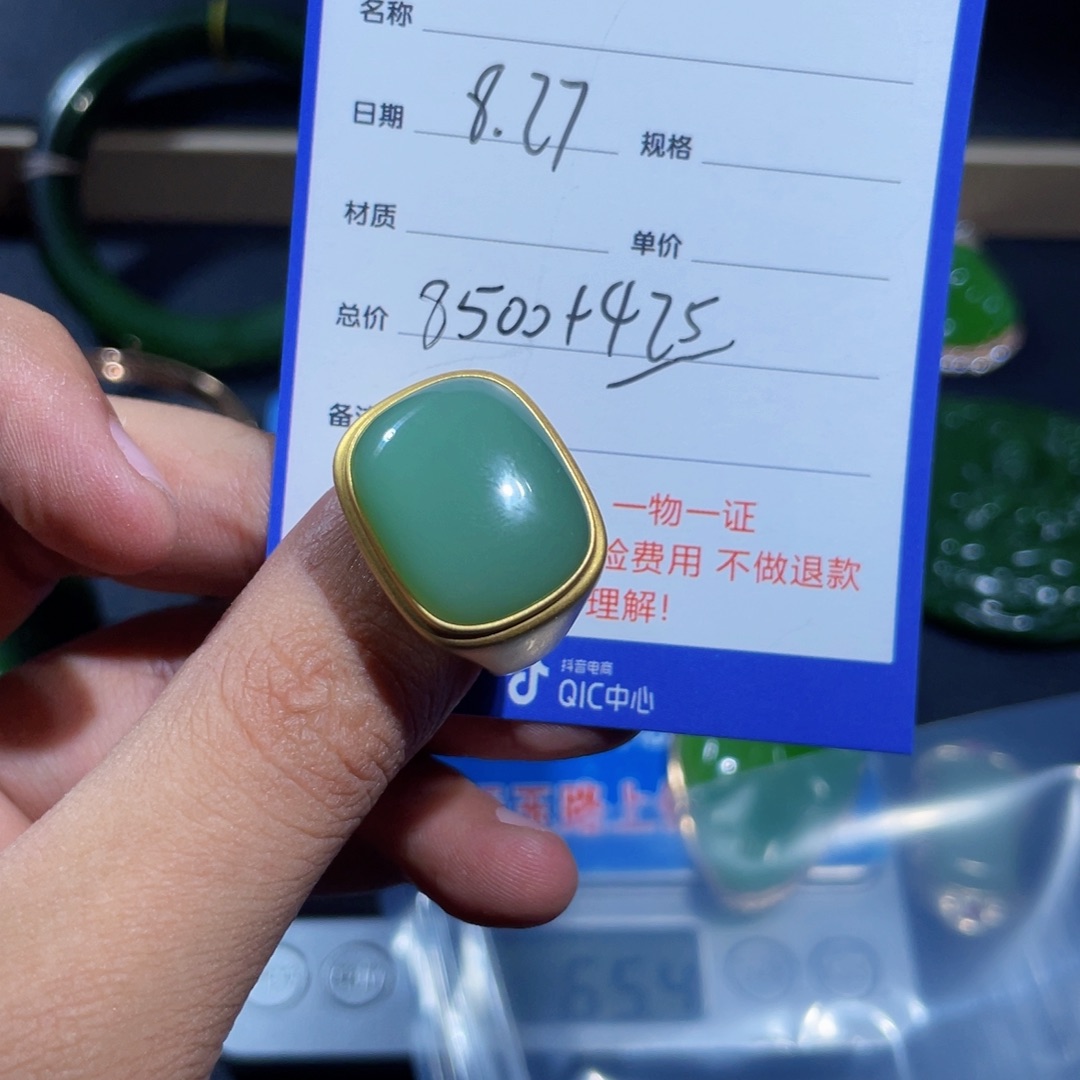 名称
日期 8.27 规格
材质 单价
总价 8500+425
一物一证
费用 不做退款
理解!
抖音电商
QIC中心
654